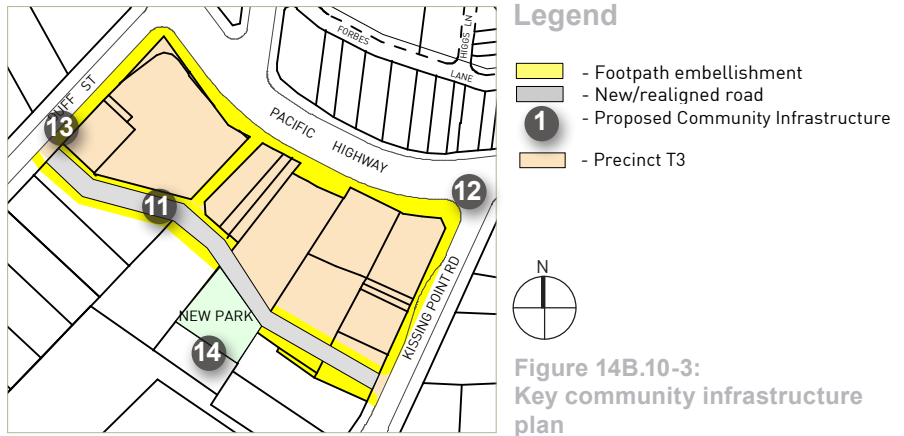 Legend
- Footpath embellishment
- New/realigned road
1
- Proposed Community Infrastructure
- Precinct T3
FORBES
LANE
HIGGS LN
ST
PACIFIC
HIGHWAY
13
12
11
KISSING POINT RD
NEW PARK
14
N
Figure 14B.10-3:
Key community infrastructure
plan